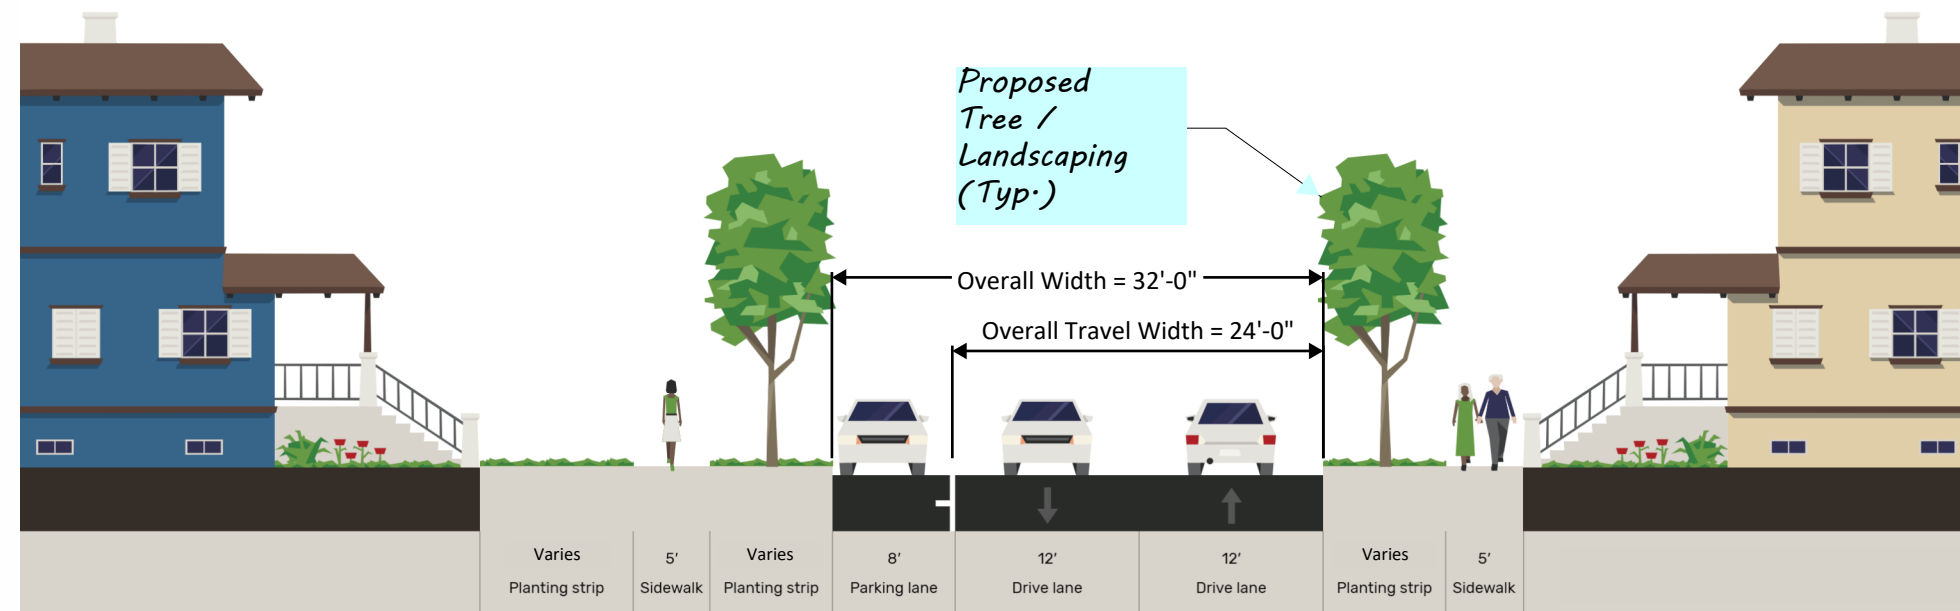 Proposed
Tree /
Landscaping
(Typ.)
Overall Width = 32'-0"
Overall Travel Width = 24'-0"
Varies
Planting strip
5′
Sidewalk
Varies
Planting strip
8′
Parking lane
12′
Drive lane
12′
Drive lane
Varies
Planting strip
5′
Sidewalk